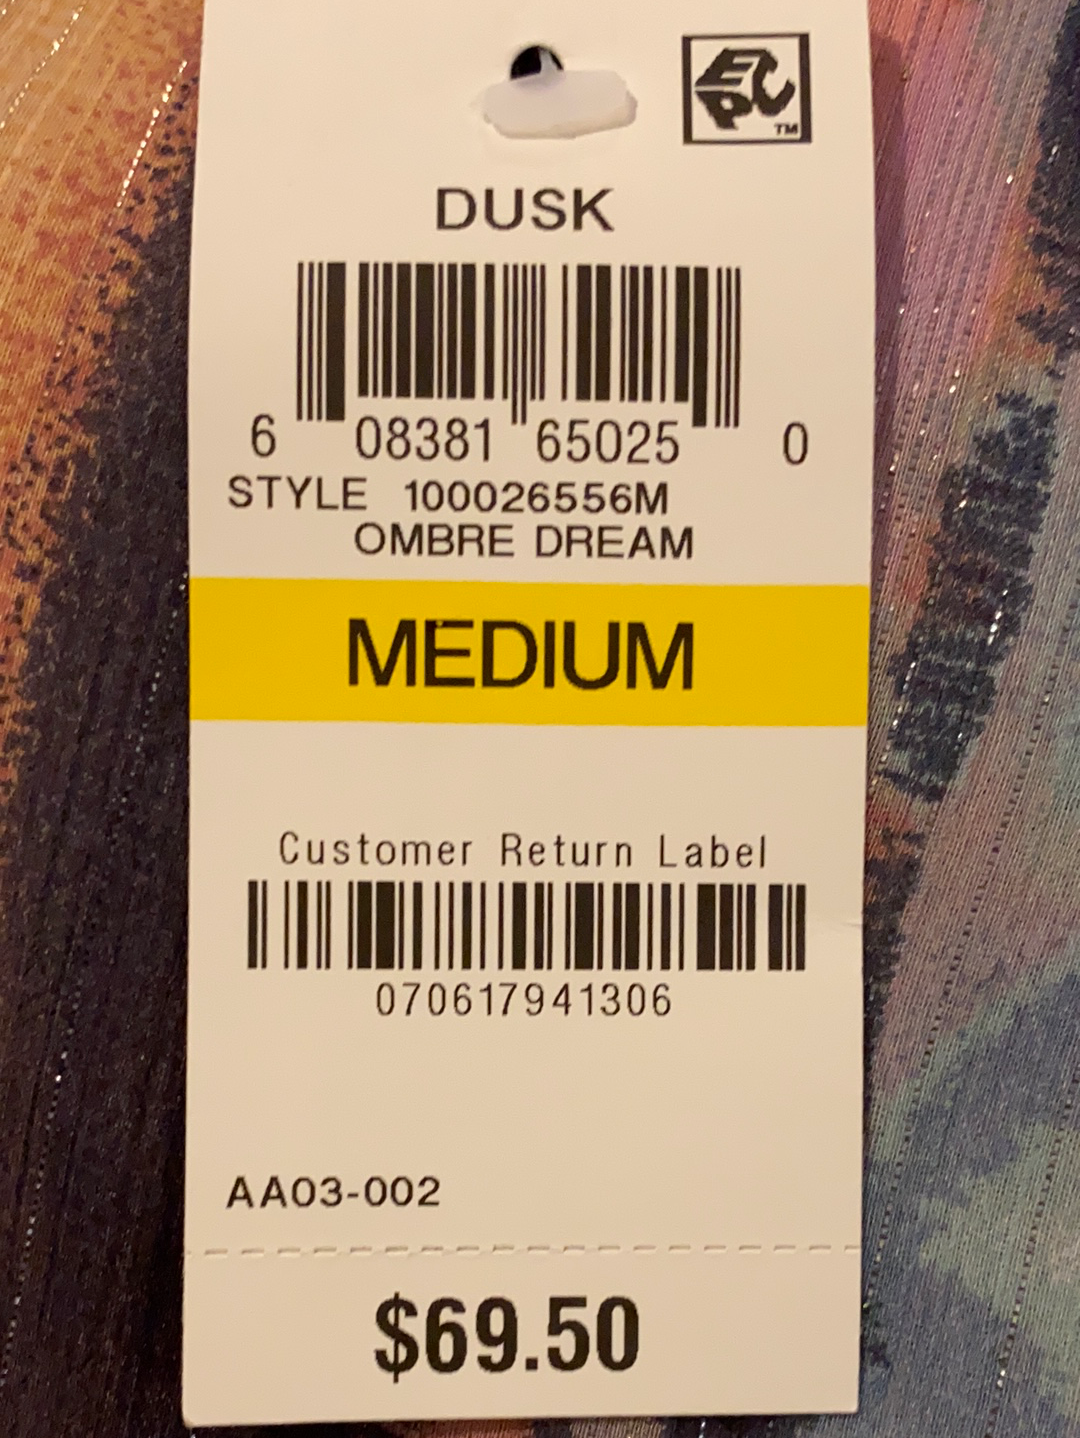 EPC
TM
DUSK
6 08381 65025 0
STYLE 100026556M
OMBRE DREAM
MEDIUM
Customer Return Label
070617941306
AA03-002
$69.50